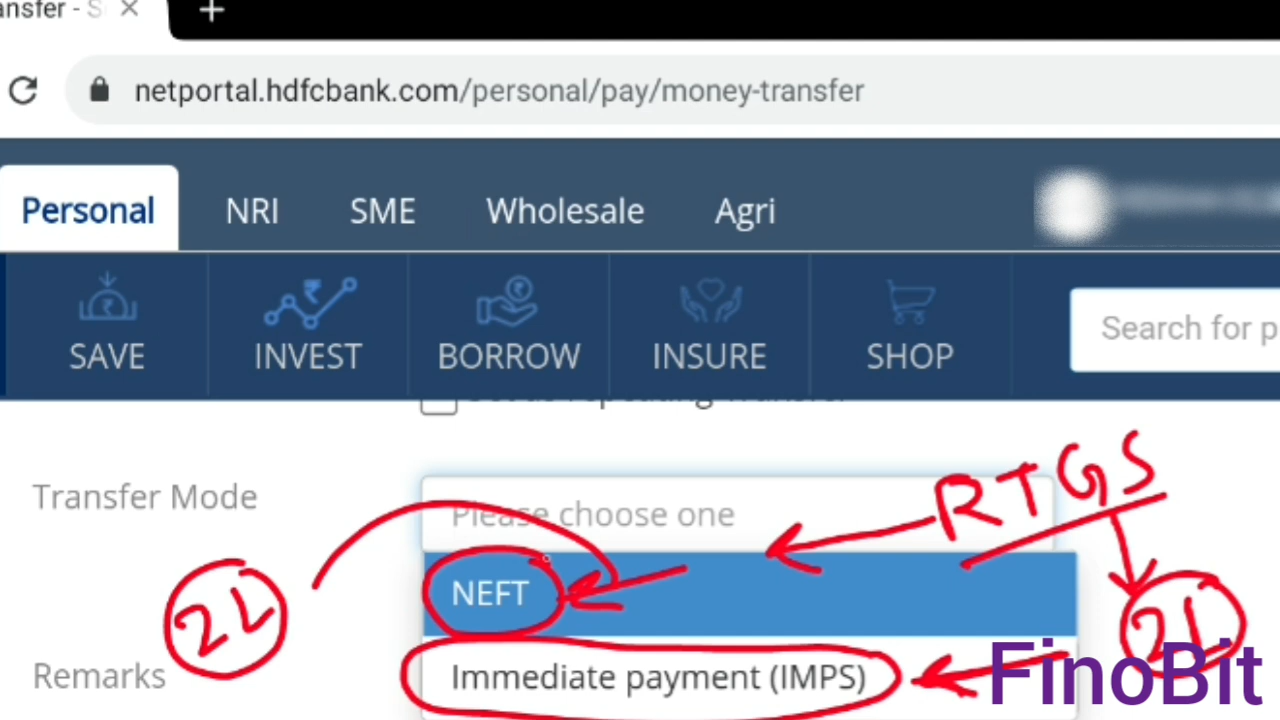 ansfer - S
netportal.hdfcbank.com/personal/pay/money-transfer
Personal NRI SME Wholesale Agri
SAVE INVEST BORROW INSURE SHOP
Search for p
Transfer Mode
Please choose one
RTGS
NEFT
2L
2L
Remarks
Immediate payment (IMPS)
FinoBit